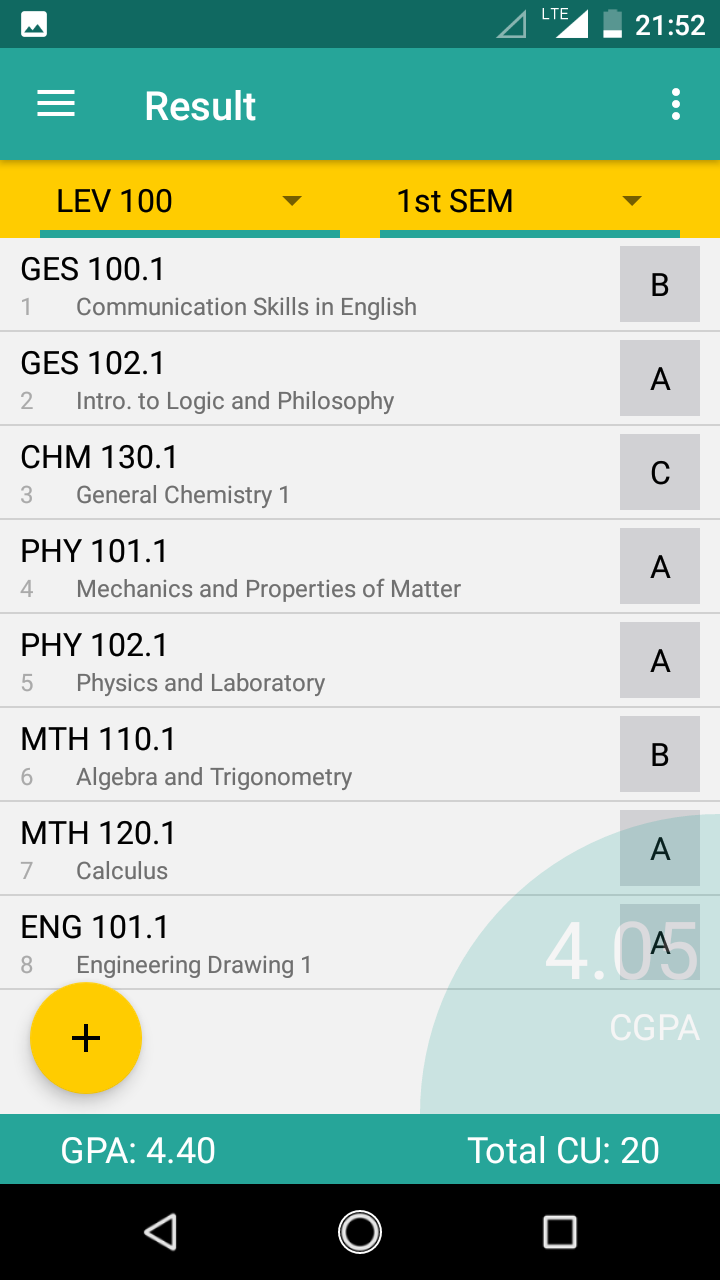 LTE 21:52
Result
LEV 100 1st SEM
GES 100.1
1 Communication Skills in English
B
GES 102.1
2 Intro. to Logic and Philosophy
A
CHM 130.1
3 General Chemistry 1
C
PHY 101.1
4 Mechanics and Properties of Matter
A
PHY 102.1
5 Physics and Laboratory
A
MTH 110.1
6 Algebra and Trigonometry
B
MTH 120.1
7 Calculus
A
ENG 101.1
8 Engineering Drawing 1
A
4.05
CGPA
+
GPA: 4.40 Total CU: 20